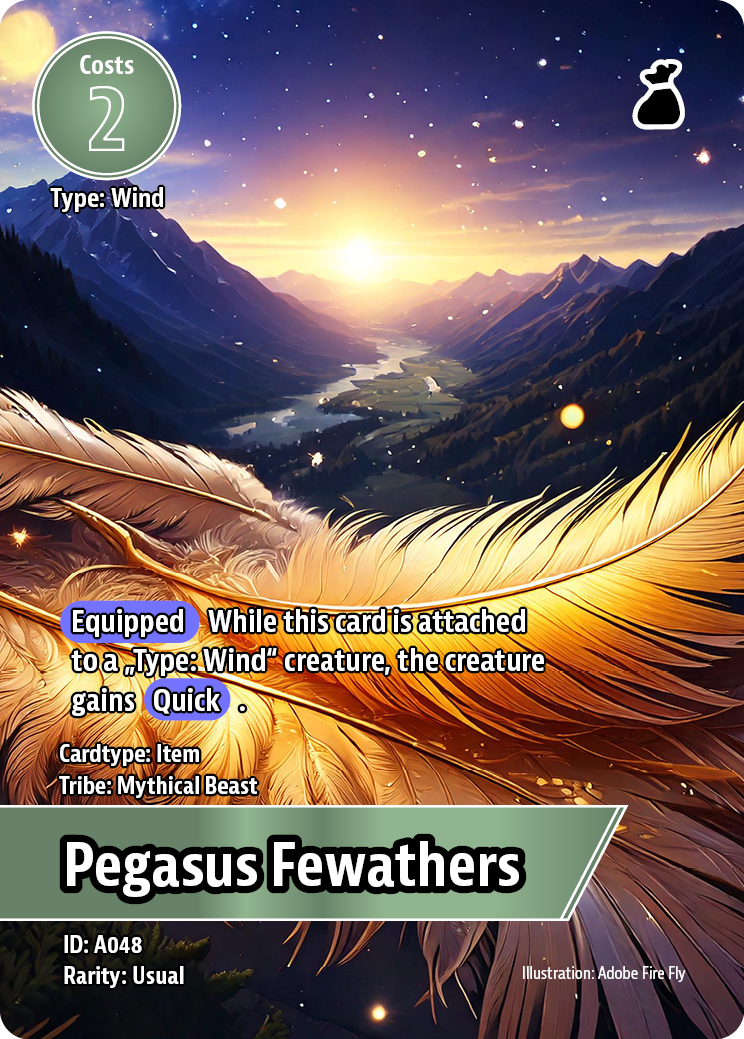 Costs
2
Type: Wind
Equipped While this card is attached
to a „Type: Wind“ creature, the creature
gains Quick .
Cardtype: Item
Tribe: Mythical Beast
Pegasus Fewathers
ID: A048
Rarity: Usual
Illustration: Adobe Fire Fly